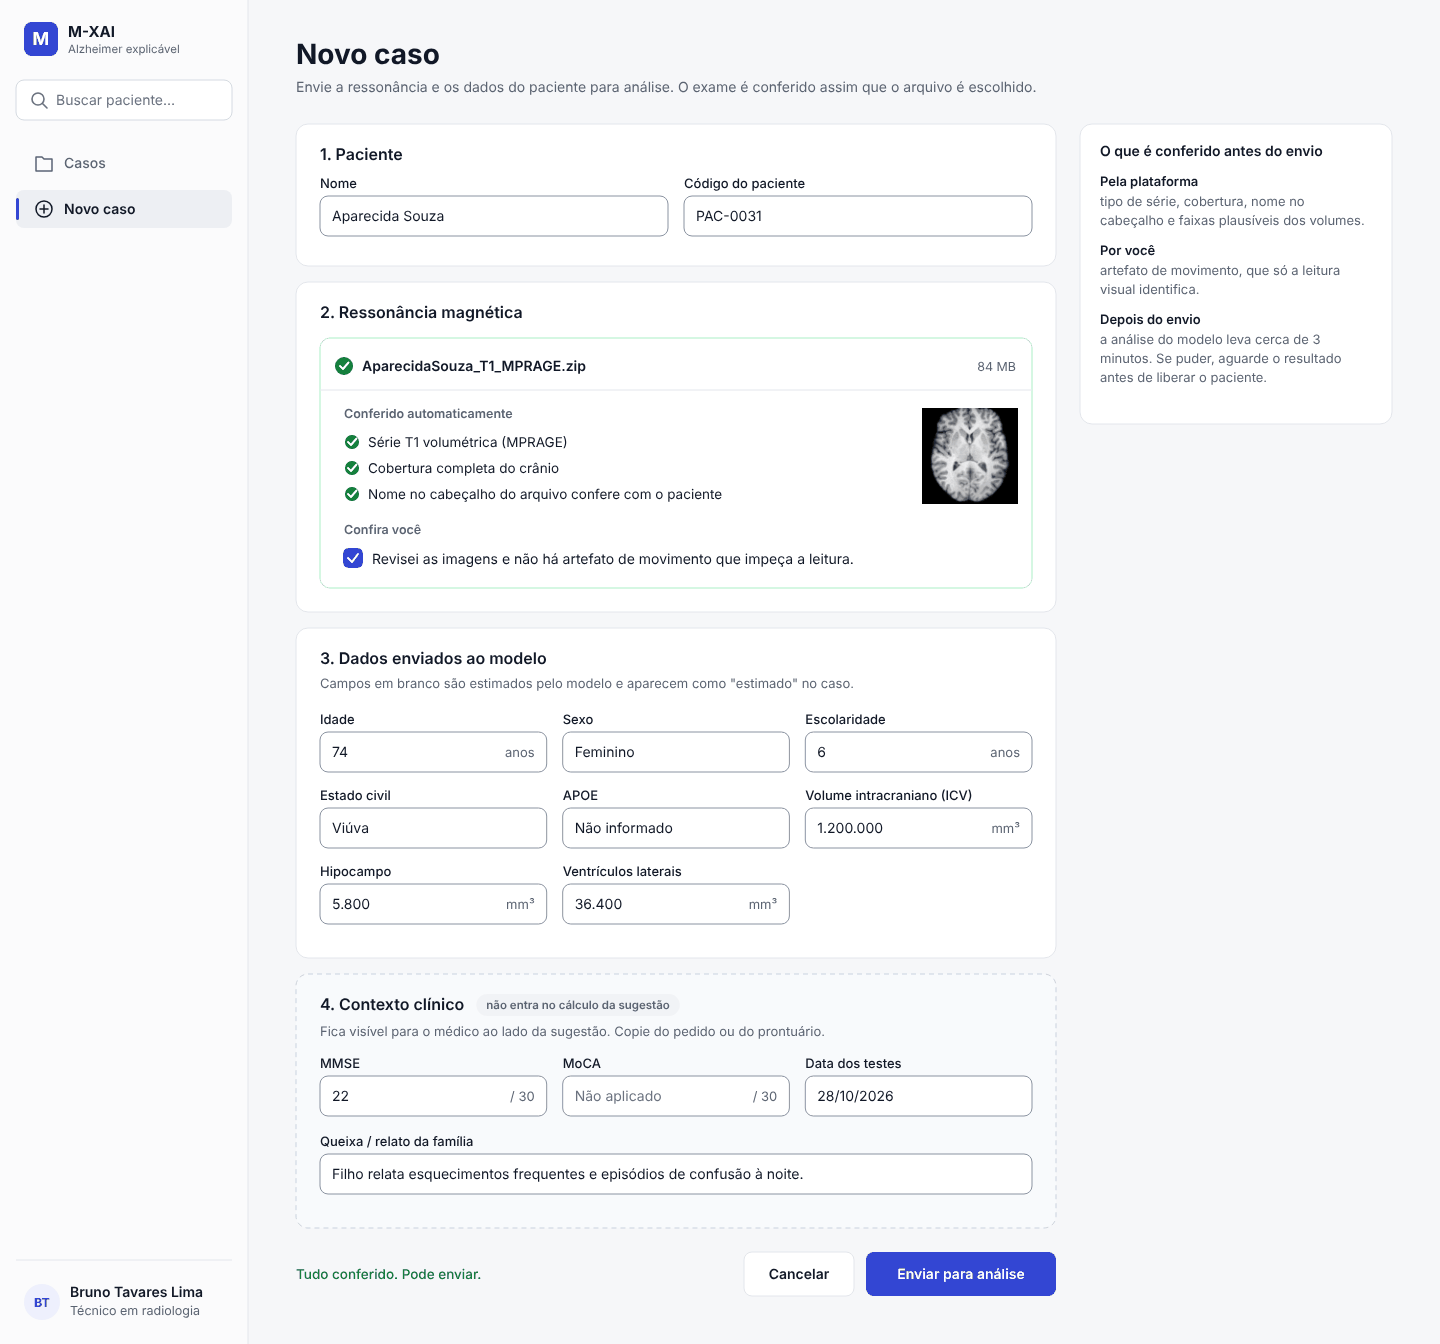 M
M-XAI
Alzheimer explicável
Buscar paciente...
Casos
Novo caso
Novo caso
Envie a ressonância e os dados do paciente para análise. O exame é conferido assim que o arquivo é escolhido.
1. Paciente
Nome
Código do paciente
Aparecida Souza
PAC-0031
2. Ressonância magnética
AparecidaSouza_T1_MPRAGE.zip
84 MB
Conferido automaticamente
Série T1 volumétrica (MPRAGE)
Cobertura completa do crânio
Nome no cabeçalho do arquivo confere com o paciente
Confira você
Revisei as imagens e não há artefato de movimento que impeça a leitura.
3. Dados enviados ao modelo
Campos em branco são estimados pelo modelo e aparecem como "estimado" no caso.
Idade
Sexo
Escolaridade
74 anos
Feminino
6 anos
Estado civil
APOE
Volume intracraniano (ICV)
Viúva
Não informado
1.200.000 mm³
Hipocampo
Ventrículos laterais
5.800 mm³
36.400 mm³
4. Contexto clínico não entra no cálculo da sugestão
Fica visível para o médico ao lado da sugestão. Copie do pedido ou do prontuário.
MMSE
MoCA
Data dos testes
22 / 30
Não aplicado / 30
28/10/2026
Queixa / relato da família
Filho relata esquecimentos frequentes e episódios de confusão à noite.
Tudo conferido. Pode enviar.
Cancelar
Enviar para análise
O que é conferido antes do envio
Pela plataforma
tipo de série, cobertura, nome no
cabeçalho e faixas plausíveis dos volumes.
Por você
artefato de movimento, que só a leitura
visual identifica.
Depois do envio
a análise do modelo leva cerca de 3
minutos. Se puder, aguarde o resultado
antes de liberar o paciente.
BT
Bruno Tavares Lima
Técnico em radiologia